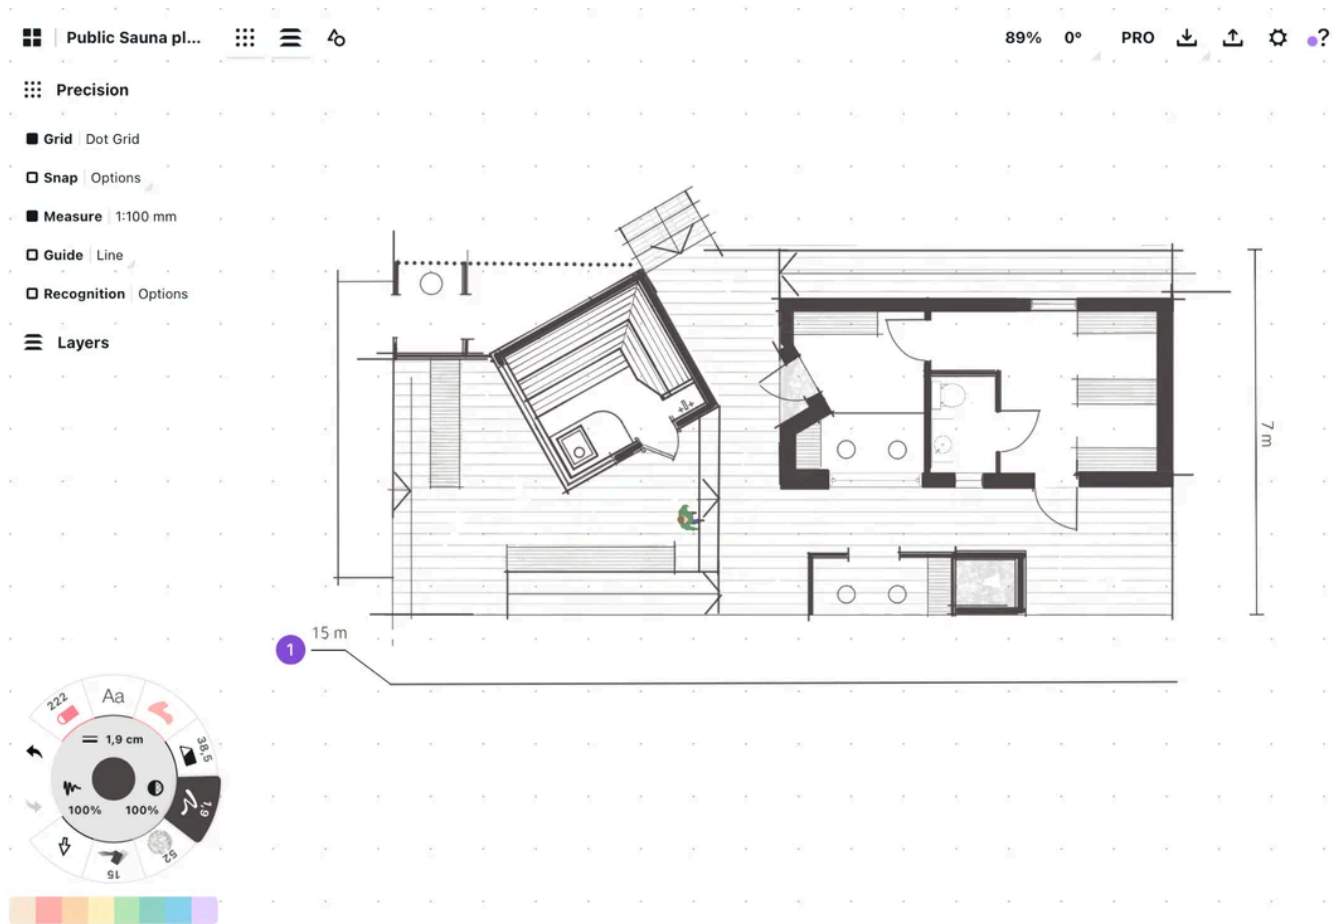 Public Sauna pl...
89% 0° PRO ?
Precision
Grid Dot Grid
Snap Options
Measure 1:100 mm
Guide Line
Recognition Options
Layers
7 m
15 m
1
222
Aa
38,5
1,9 cm
1,9
100% 100%
52
15